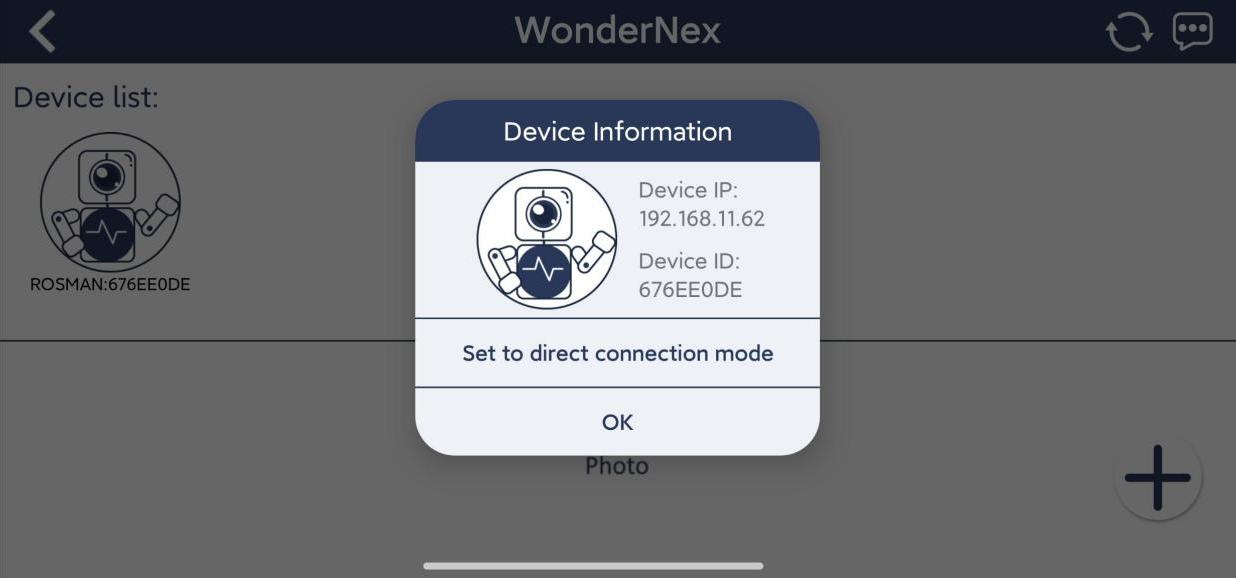 WonderNex
Device list:
ROSMAN:676EE0DE
Device Information
Device IP:
192.168.11.62
Device ID:
676EE0DE
Set to direct connection mode
OK
Photo